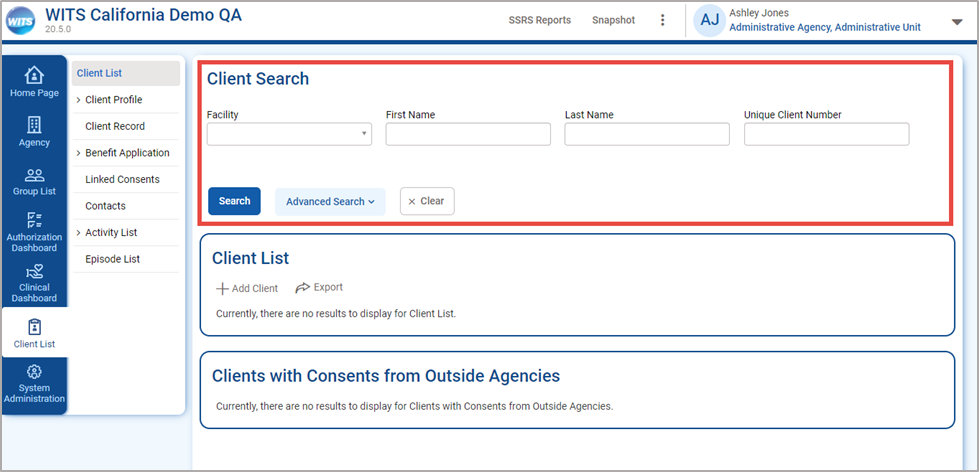 WITS
WITS California Demo QA
20.5.0
SSRS Reports
Snapshot
AJ
Ashley Jones
Administrative Agency, Administrative Unit
Home Page
Agency
Group List
Authorization
Dashboard
Clinical
Dashboard
Client List
System
Administration
Client List
Client Profile
Client Record
Benefit Application
Linked Consents
Contacts
Activity List
Episode List
Client Search
Facility
First Name
Last Name
Unique Client Number
Search
Advanced Search
Clear
Client List
Add Client
Export
Currently, there are no results to display for Client List.
Clients with Consents from Outside Agencies
Currently, there are no results to display for Clients with Consents from Outside Agencies.